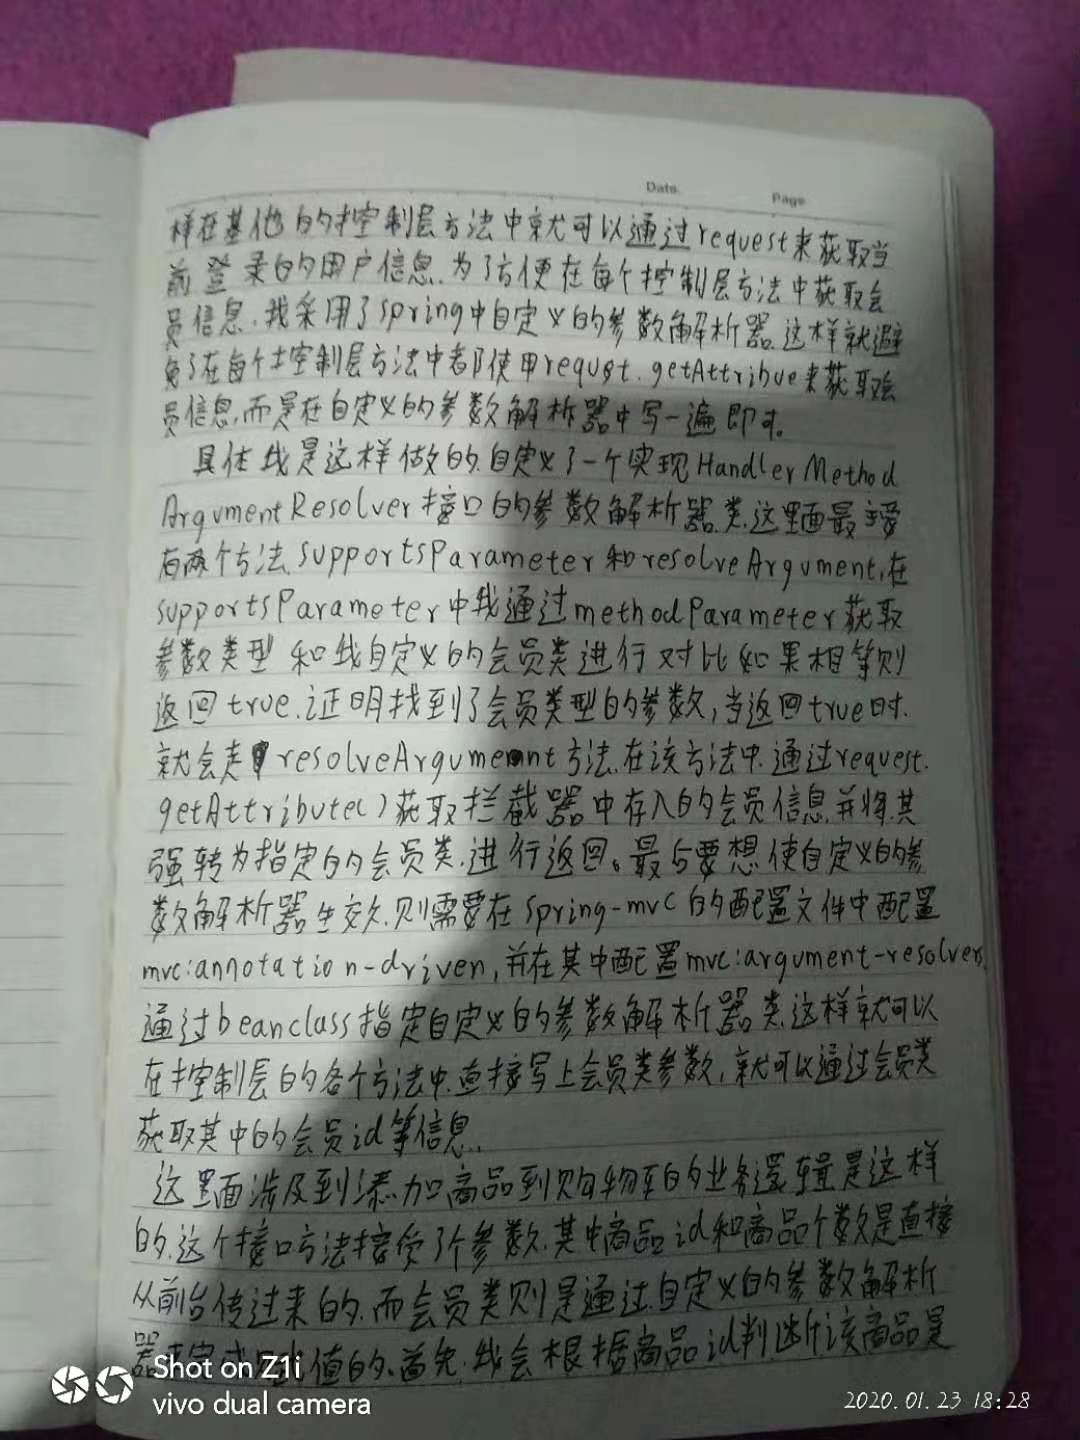 Date.
Page
样在其他的控制层方法中就可以通过request来获取当
前登录的用户信息.为了方便在每个控制层方法中获取会
员信息.我采用了spring中自定义的参数解析器.这样就避
免了在每个控制层方法中都使用requst.getAttribue来获取会
员信息,而是在自定义的参数解析器中写一遍即可。
具体我是这样做的.自定义了一个实现HandlerMethod
ArgumentResolver接口的参数解析器类.这里面最主要
有两个方法.supportsParameter和resolveArgument,在
supportsParameter中我通过methodParameter获取
参数类型和我自定义的会员类进行对比如果相等则
返回true.证明找到了会员类型的参数,当返回true时.
就会走resolveArgument方法.在该方法中.通过request.
getAttribute()获取拦截器中存入的会员信息,并将其
强转为指定的会员类.进行返回。最后要想使自定义的参
数解析器生效.则需要在spring-mvc的配置文件中配置
mvc:annotation-driven,并在其中配置mvc:argument-resolvers.
通过beanclass指定自定义的参数解析器类.这样就可以
在控制层的各个方法中.直接写上会员类参数,就可以通过会员类
获取其中的会员id等信息.
这里面涉及到添加商品到购物车的业务逻辑是这样
的.这个接口方法接受了个参数.其中商品id和商品个数是直接
从前台传过来的.而会员类则是通过.自定义的参数解析
器来完成值的.首先.我会根据商品id判断该商品是
Shot on Z1i
vivo dual camera
2020.01.23 18:28